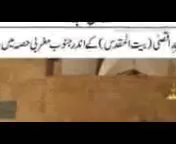 اقصیٰ (بیت المقدس) کے اندر جنوب مغربی حصہ میں